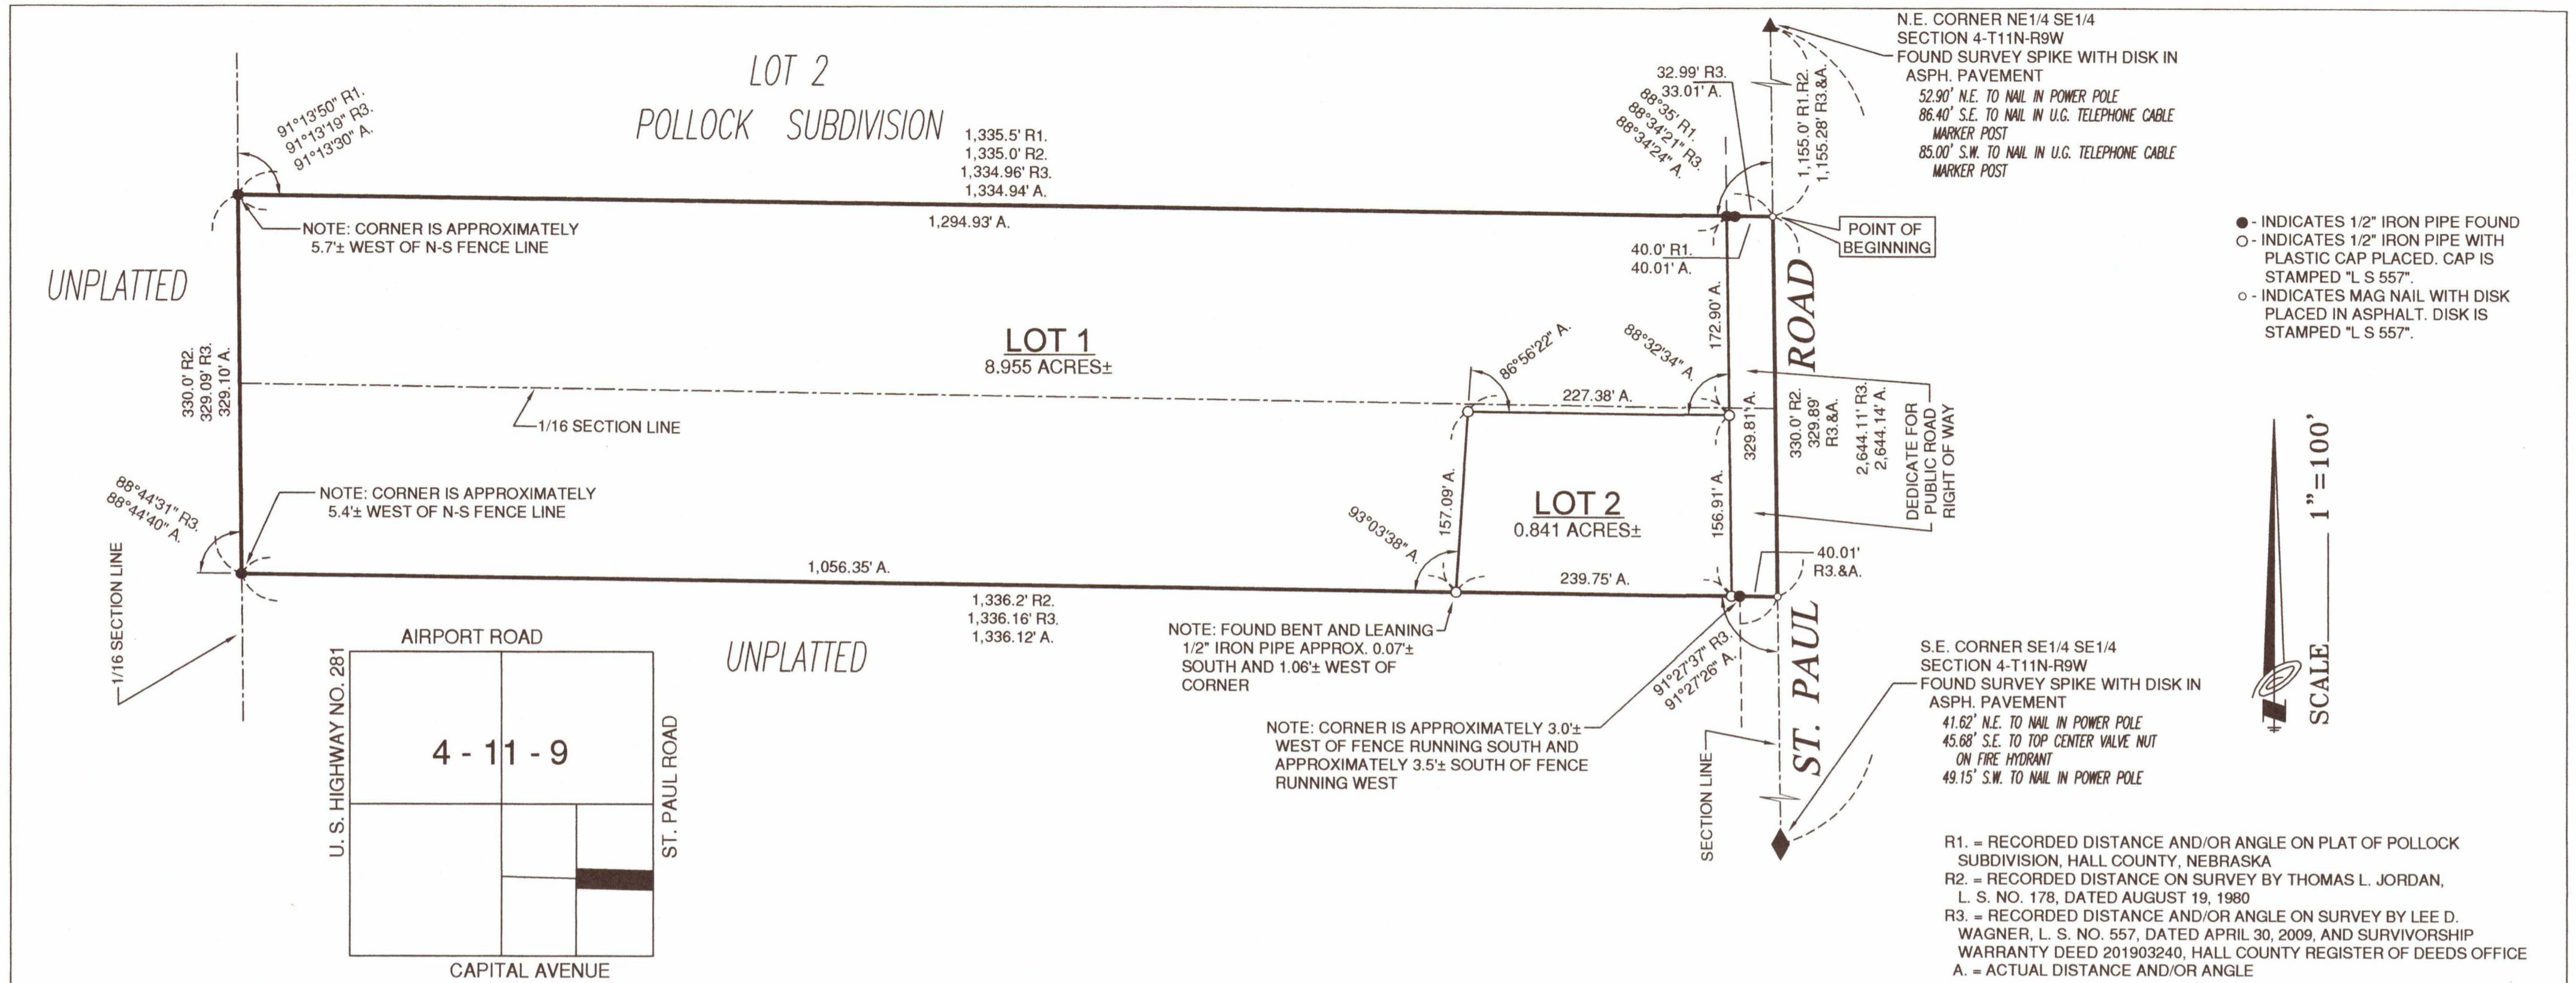 LOT 2
POLLOCK SUBDIVISION
91°13'50" R1.
91°13'19" R3.
91°13'30" A.
1,335.5' R1.
1,335.0' R2.
1,334.96' R3.
1,334.94' A.
1,294.93' A.
NOTE: CORNER IS APPROXIMATELY
5.7'± WEST OF N-S FENCE LINE
UNPLATTED
330.0' R2.
329.09' R3.
329.10' A.
LOT 1
8.955 ACRES±
1/16 SECTION LINE
88°44'31" R3.
88°44'40" A.
NOTE: CORNER IS APPROXIMATELY
5.4'± WEST OF N-S FENCE LINE
1/16 SECTION LINE
1,056.35' A.
1,336.2' R2.
1,336.16' R3.
1,336.12' A.
UNPLATTED
32.99' R3.
33.01' A.
88°35' R1.
88°34'21" R3.
88°34'24" A.
1,155.0' R1.R2.
1,155.28' R3.&A.
40.0' R1.
40.01' A.
POINT OF
BEGINNING
172.90' A.
ROAD
86°56'22" A.
88°32'34" A.
227.38' A.
329.81' A.
330.0' R2.
329.89'
R3.&A.
2,644.11' R3.
2,644.14' A.
DEDICATE FOR
PUBLIC ROAD
RIGHT OF WAY
157.09' A.
93°03'38" A.
LOT 2
0.841 ACRES±
156.91' A.
239.75' A.
40.01'
R3.&A.
NOTE: FOUND BENT AND LEANING
1/2" IRON PIPE APPROX. 0.07'±
SOUTH AND 1.06'± WEST OF
CORNER
91°27'37" R3.
91°27'26" A.
NOTE: CORNER IS APPROXIMATELY 3.0'±
WEST OF FENCE RUNNING SOUTH AND
APPROXIMATELY 3.5'± SOUTH OF FENCE
RUNNING WEST
SECTION LINE
ST. PAUL
N.E. CORNER NE1/4 SE1/4
SECTION 4-T11N-R9W
FOUND SURVEY SPIKE WITH DISK IN
ASPH. PAVEMENT
52.90' N.E. TO NAIL IN POWER POLE
86.40' S.E. TO NAIL IN U.G. TELEPHONE CABLE
MARKER POST
85.00' S.W. TO NAIL IN U.G. TELEPHONE CABLE
MARKER POST
● - INDICATES 1/2" IRON PIPE FOUND
○ - INDICATES 1/2" IRON PIPE WITH
PLASTIC CAP PLACED. CAP IS
STAMPED "L S 557".
○ - INDICATES MAG NAIL WITH DISK
PLACED IN ASPHALT. DISK IS
STAMPED "L S 557".
SCALE 1"=100'
S.E. CORNER SE1/4 SE1/4
SECTION 4-T11N-R9W
FOUND SURVEY SPIKE WITH DISK IN
ASPH. PAVEMENT
41.62' N.E. TO NAIL IN POWER POLE
45.68' S.E. TO TOP CENTER VALVE NUT
ON FIRE HYDRANT
49.15' S.W. TO NAIL IN POWER POLE
AIRPORT ROAD
U. S. HIGHWAY NO. 281
4 - 11 - 9
ST. PAUL ROAD
CAPITAL AVENUE
R1. = RECORDED DISTANCE AND/OR ANGLE ON PLAT OF POLLOCK
SUBDIVISION, HALL COUNTY, NEBRASKA
R2. = RECORDED DISTANCE ON SURVEY BY THOMAS L. JORDAN,
L. S. NO. 178, DATED AUGUST 19, 1980
R3. = RECORDED DISTANCE AND/OR ANGLE ON SURVEY BY LEE D.
WAGNER, L. S. NO. 557, DATED APRIL 30, 2009, AND SURVIVORSHIP
WARRANTY DEED 201903240, HALL COUNTY REGISTER OF DEEDS OFFICE
A. = ACTUAL DISTANCE AND/OR ANGLE